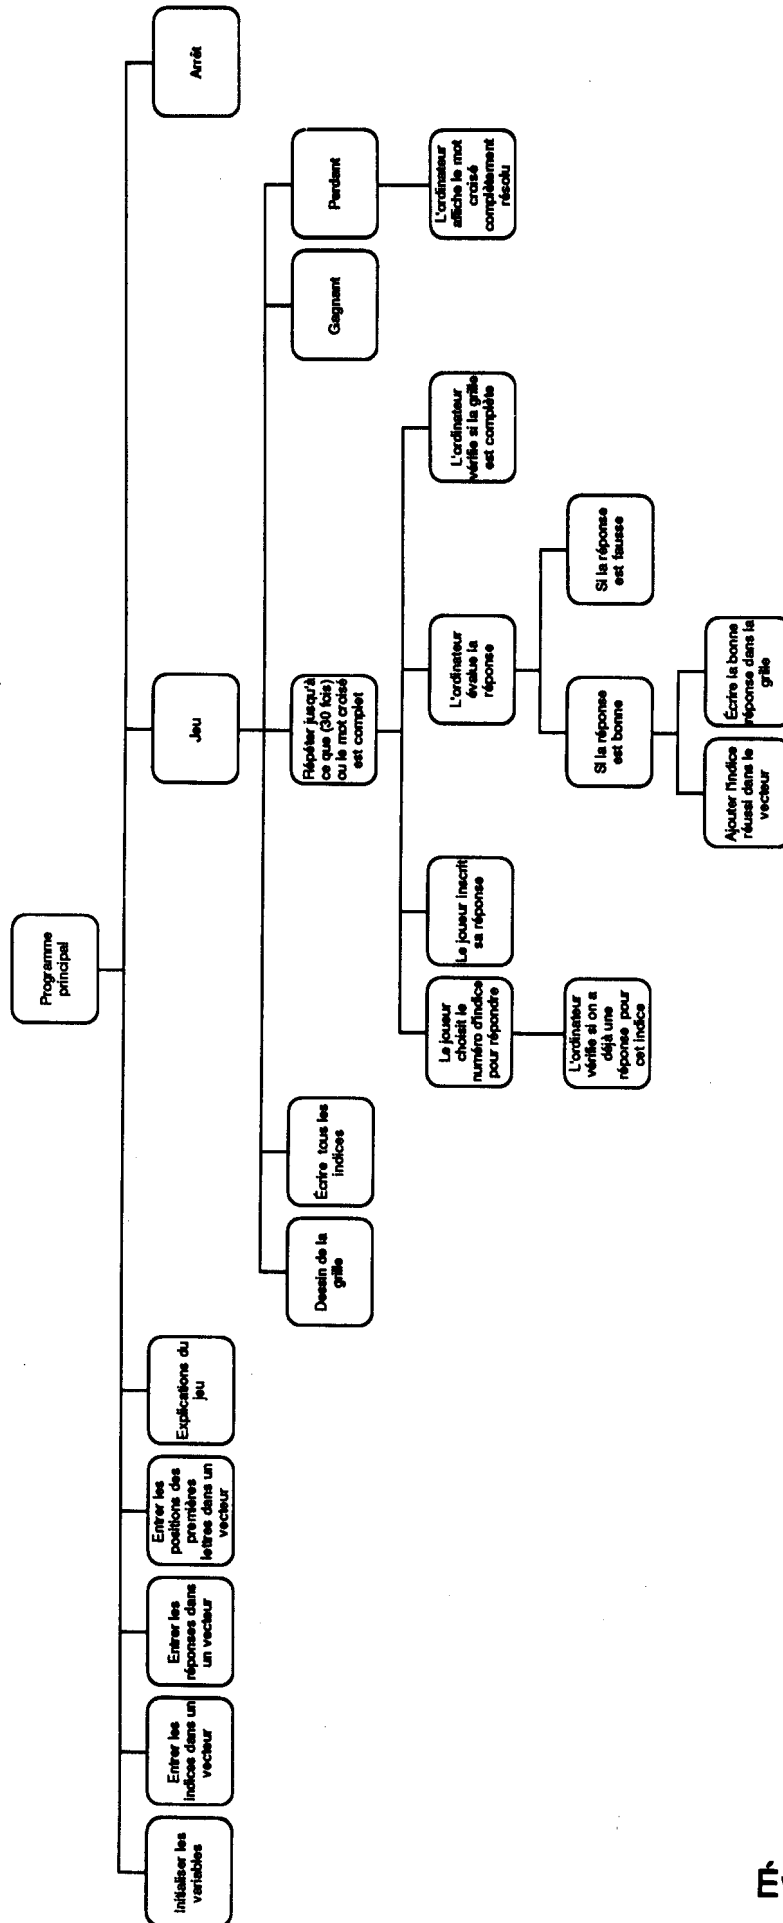 Programme
principal
Initialiser les
variables
Entrer les
indices dans un
vecteur
Entrer les
réponses dans
un vecteur
Entrer les
positions des
premières
lettres dans un
vecteur
Explications du
jeu
Jeu
Arrêt
Dessin de la
grille
Écrire tous les
indices
Répéter jusqu'à
ce que (30 fois)
ou le mot croisé
est complet
Gagnant
Perdant
Le joueur
choisit le
numéro d'indice
pour répondre
Le joueur inscrit
sa réponse
L'ordinateur
évalue la
réponse
L'ordinateur
vérifie si la grille
est complète
L'ordinateur
affiche le mot
croisé
complètement
résolu
L'ordinateur
vérifie si on a
déjà une
réponse pour
cet indice
Si la réponse
est bonne
Si la réponse
est fausse
Ajouter l'indice
réussi dans le
vecteur
Écrire la bonne
réponse dans la
grille